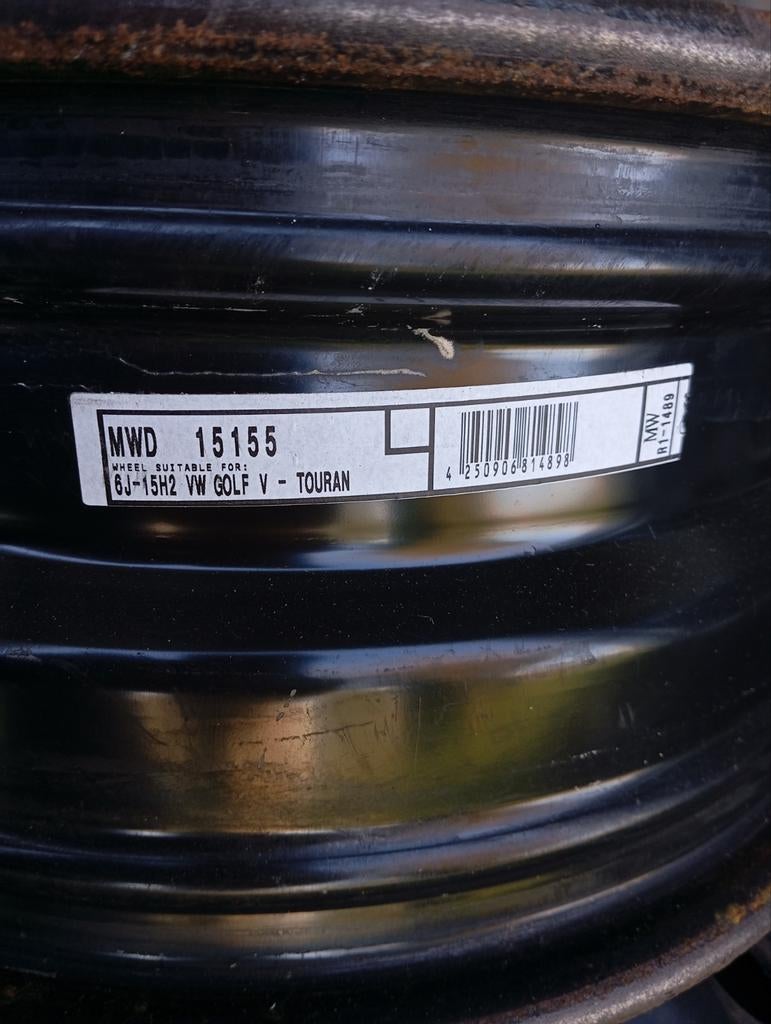 MWD 15155
WHEEL SUITABLE FOR:
6J-15H2 VW GOLF V - TOURAN
4 250906 814898
MW
R1-1489